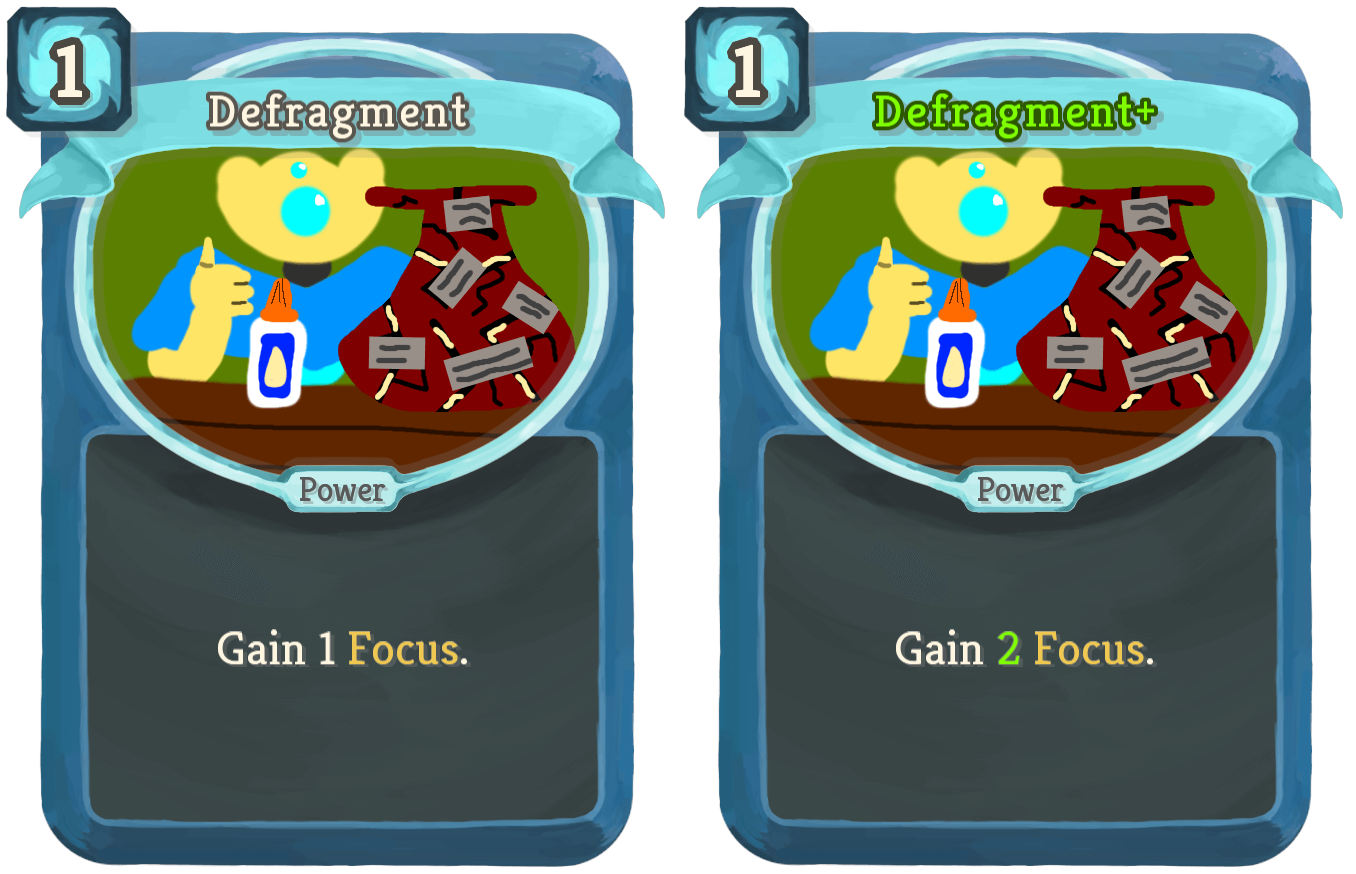 1
Defragment
Power
Gain 1 Focus.
1
Defragment+
Power
Gain 2 Focus.